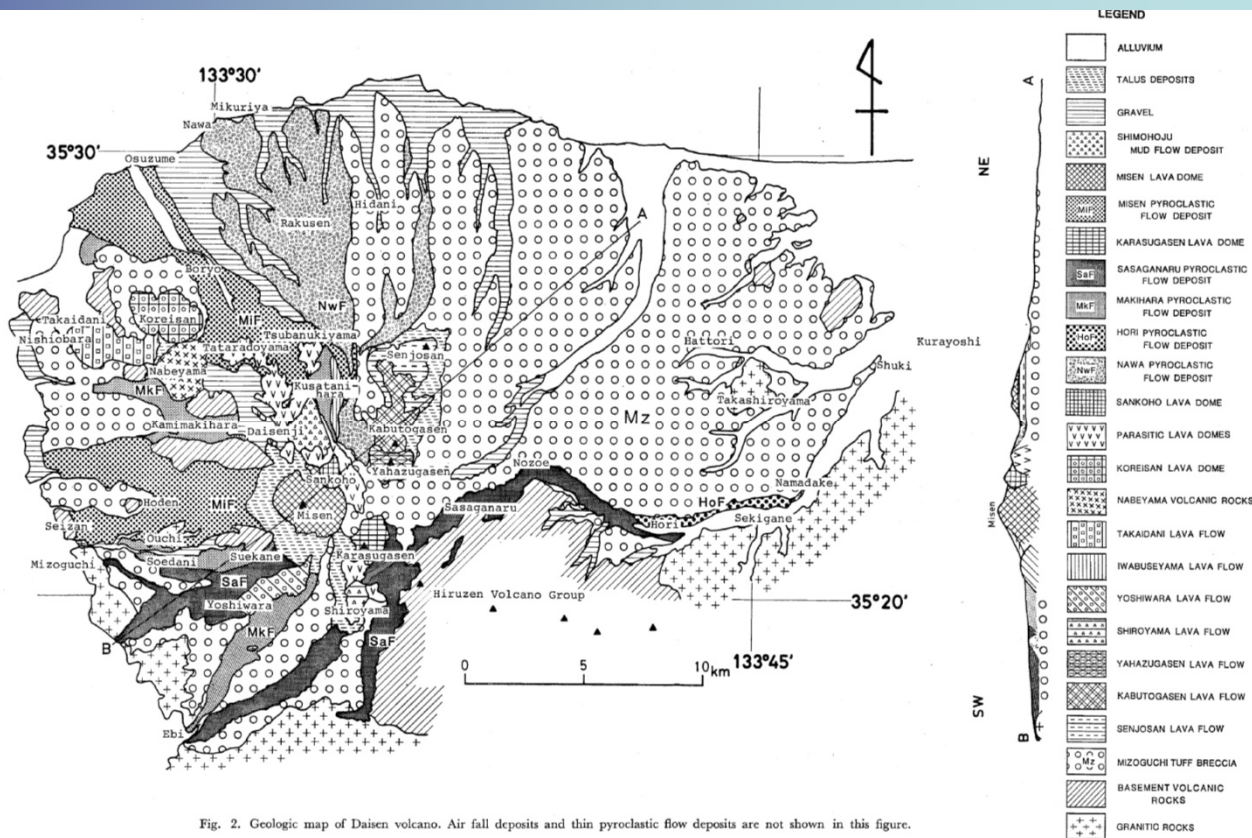 133°30′
Mikuriya
Nawa
35°30′
Osuzume
Hidani
Rakusen
A
Boryo
NwF
Takaidani
Koreisan
MiF
Nishiobara
Tsubanukiyama
Tataradoyama
Senjosan
Hattori
Kurayoshi
Shuki
Nabeyama
Kusatani-
hara
MkF
Takashiroyama
Mz
Kamimakihara
Daisenji
Kabutogasen
Yahazugasen
Nozoe
Sankoho
Namadake
MiF
HoF
Hoden
Misen
Sasaganaru
Hori
Sekigane
Seizan
Ouchi
Karasugasen
Mizoguchi
Soedani
Suekane
SaF
Hiruzen Volcano Group
35°20′
Yoshiwara
Shiroyama
B
MkF
SaF
133°45′
0 5 10km
Ebi
A
NE
Misen
SW
B
LEGEND
ALLUVIUM
TALUS DEPOSITS
GRAVEL
SHIMOHOJU
MUD FLOW DEPOSIT
MISEN LAVA DOME
MiF MISEN PYROCLASTIC
FLOW DEPOSIT
KARASUGASEN LAVA DOME
SaF SASAGANARU PYROCLASTIC
FLOW DEPOSIT
MkF MAKIHARA PYROCLASTIC
FLOW DEPOSIT
HoF HORI PYROCLASTIC
FLOW DEPOSIT
NwF NAWA PYROCLASTIC
FLOW DEPOSIT
SANKOHO LAVA DOME
PARASITIC LAVA DOMES
KOREISAN LAVA DOME
NABEYAMA VOLCANIC ROCKS
TAKAIDANI LAVA FLOW
IWABUSEYAMA LAVA FLOW
YOSHIWARA LAVA FLOW
SHIROYAMA LAVA FLOW
YAHAZUGASEN LAVA FLOW
KABUTOGASEN LAVA FLOW
SENJOSAN LAVA FLOW
Mz MIZOGUCHI TUFF BRECCIA
BASEMENT VOLCANIC
ROCKS
GRANITIC ROCKS
Fig. 2. Geologic map of Daisen volcano. Air fall deposits and thin pyroclastic flow deposits are not shown in this figure.